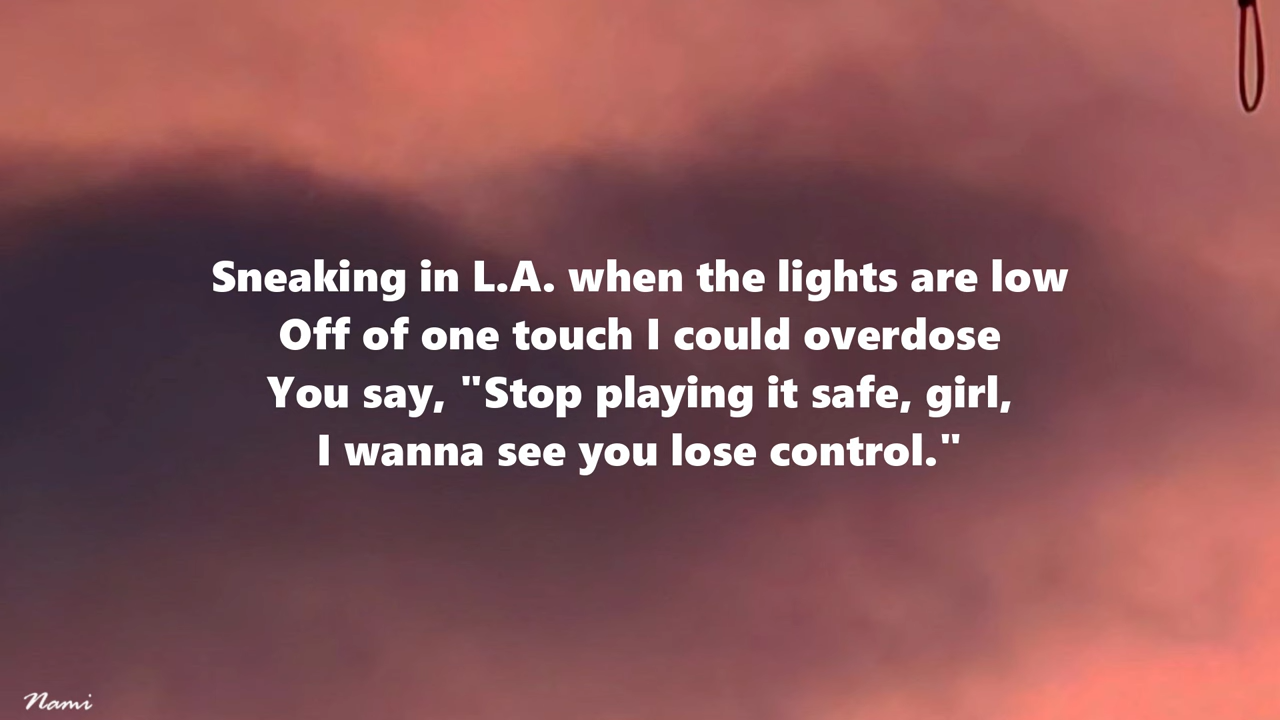 Sneaking in L.A. when the lights are low
Off of one touch I could overdose
You say, "Stop playing it safe, girl,
I wanna see you lose control."
Nami